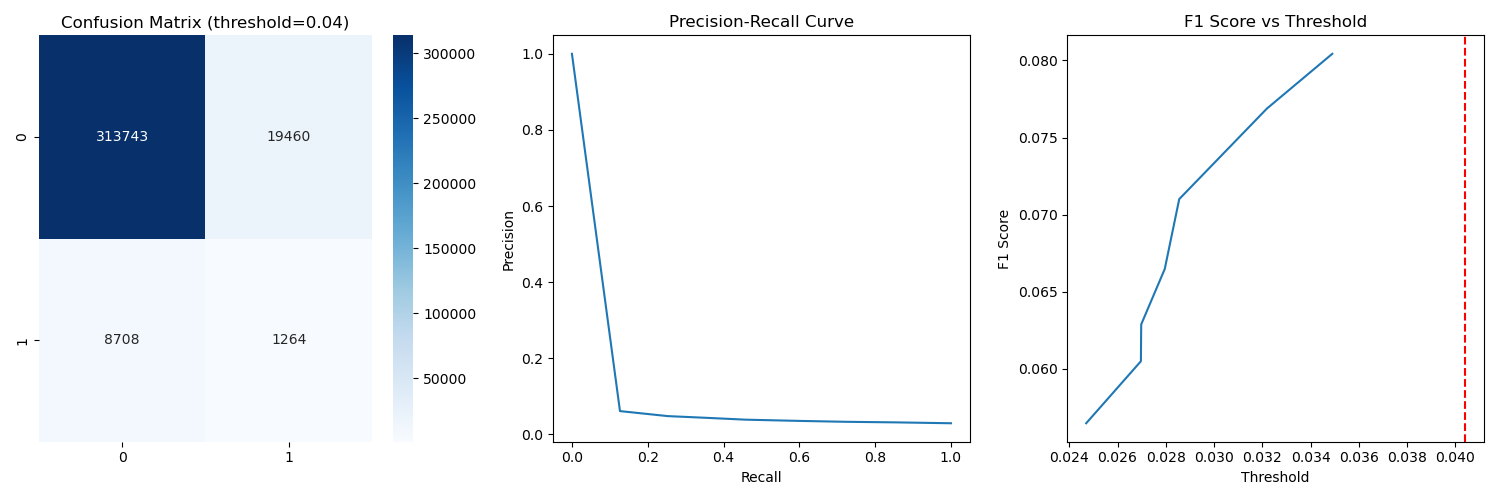 Confusion Matrix (threshold=0.04)
0
1
313743
19460
8708
1264
0
1
300000
250000
200000
150000
100000
50000
Precision-Recall Curve
Precision
1.0
0.8
0.6
0.4
0.2
0.0
0.0 0.2 0.4 0.6 0.8 1.0
Recall
F1 Score vs Threshold
F1 Score
0.080
0.075
0.070
0.065
0.060
0.024 0.026 0.028 0.030 0.032 0.034 0.036 0.038 0.040
Threshold